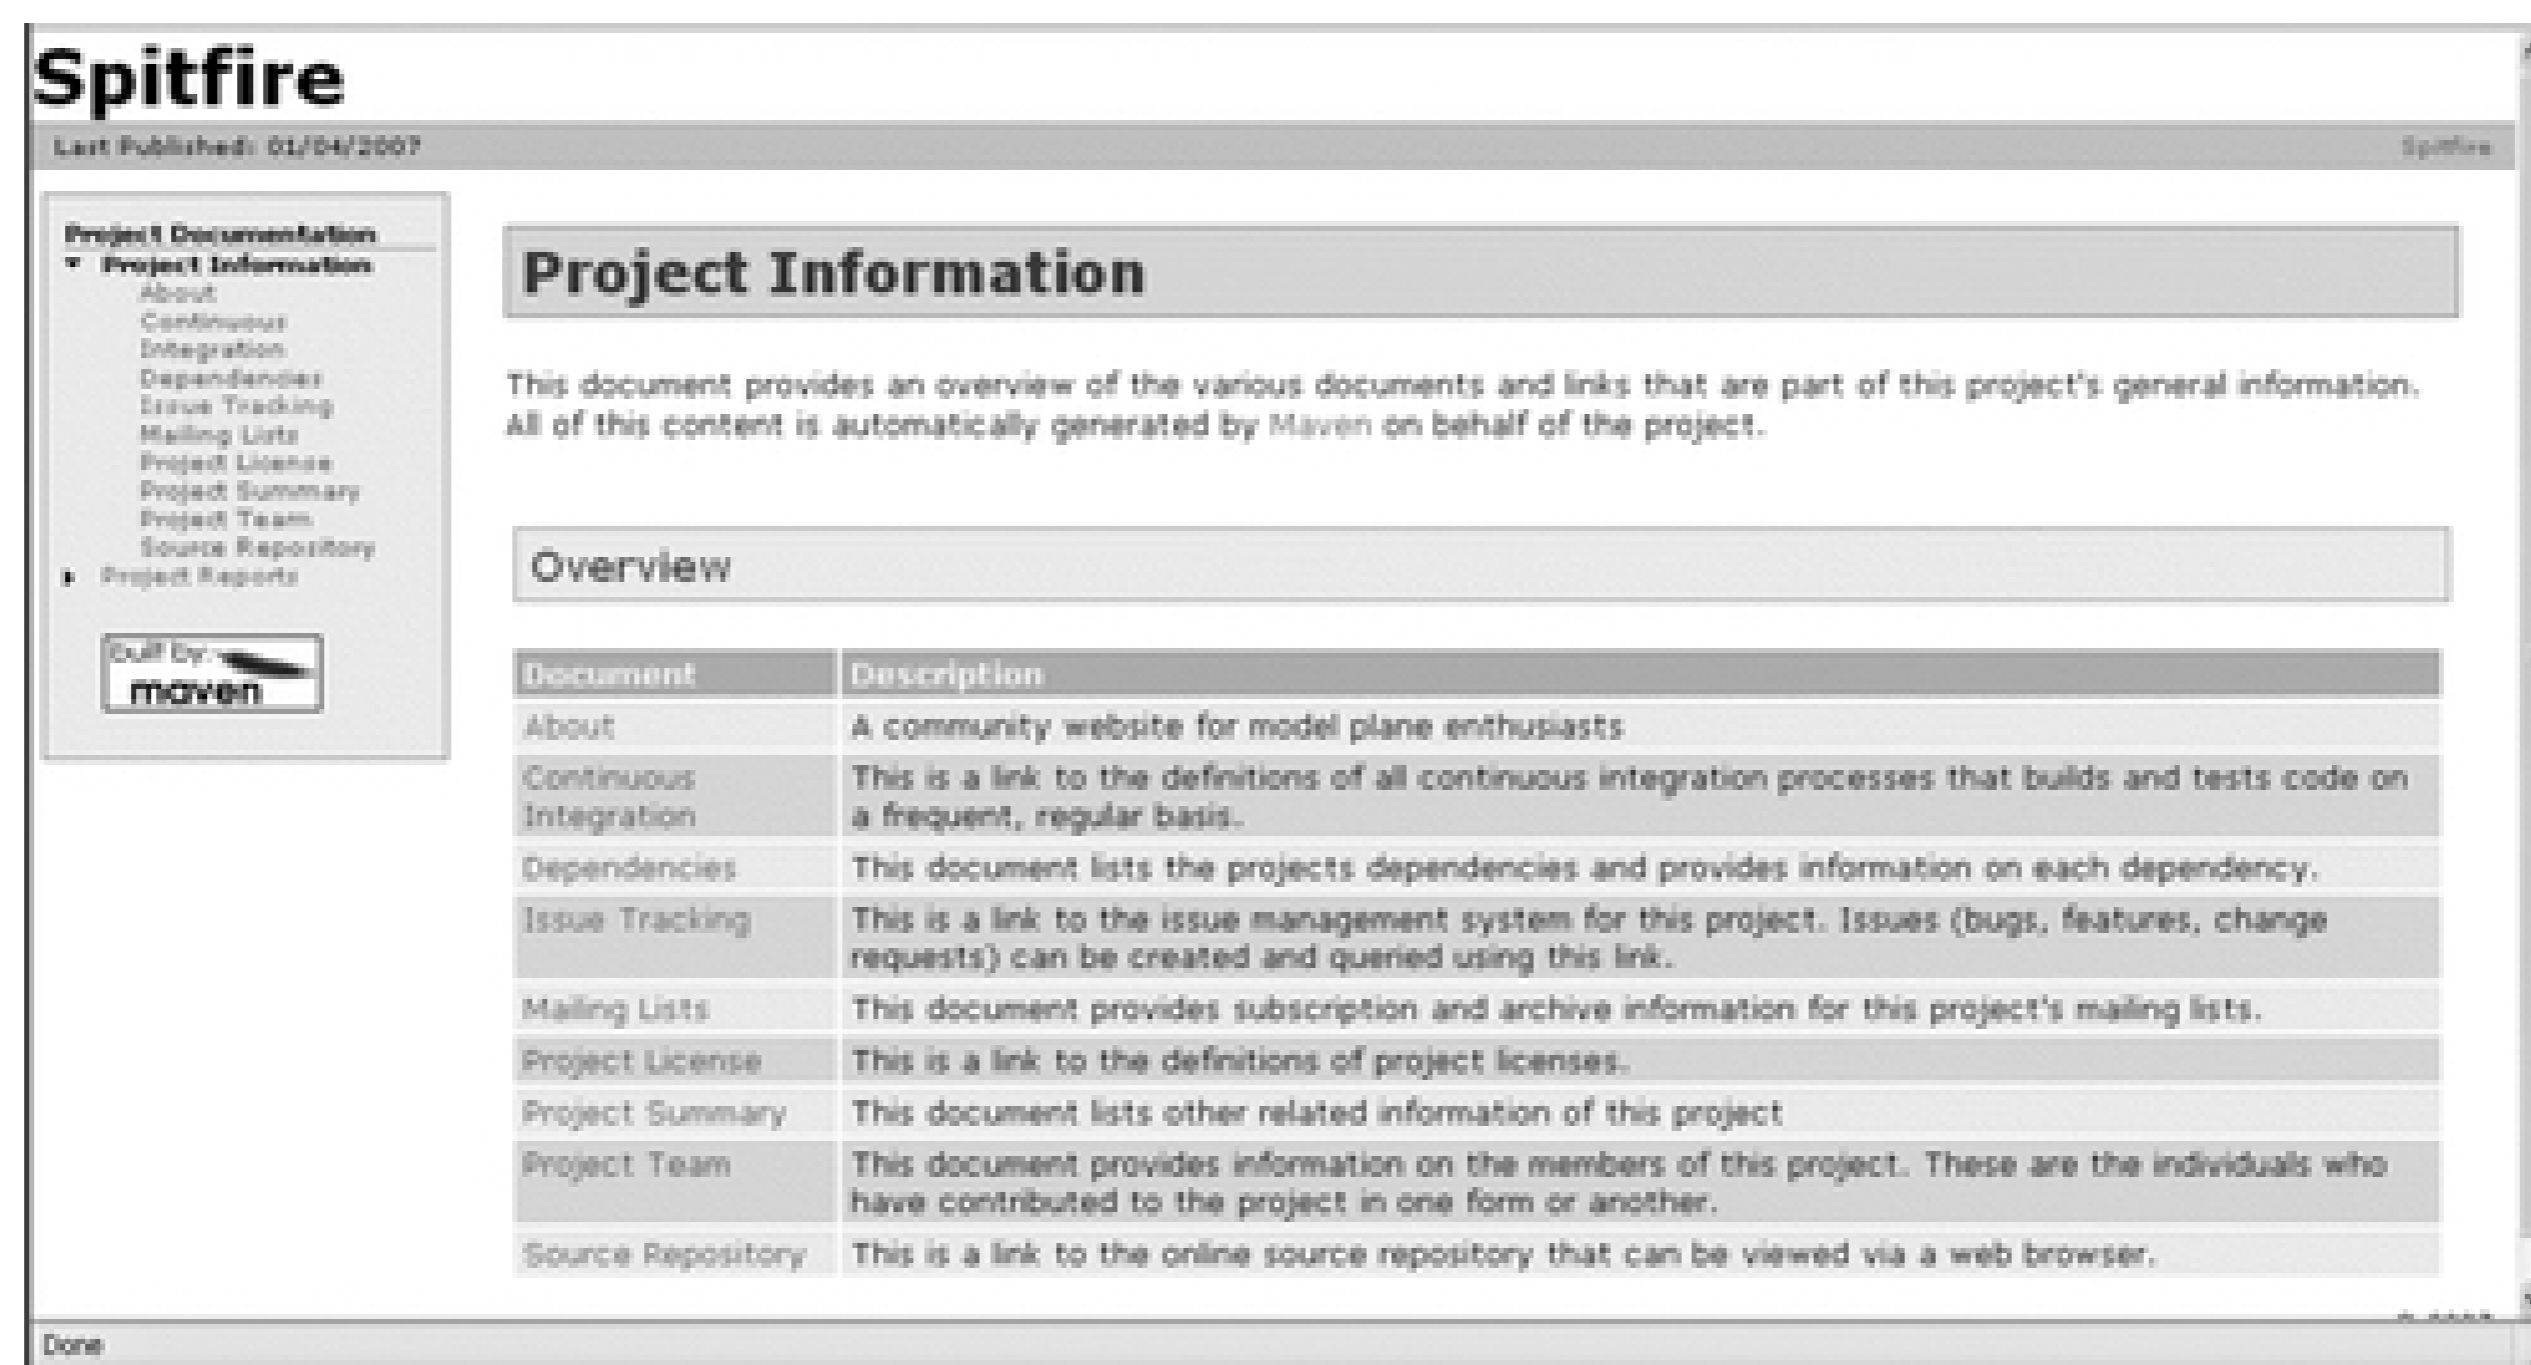 Spitfire
Last Published: 01/04/2007
Spitfire
Project Documentation
Project Information
About
Continuous
Integration
Dependencies
Issue Tracking
Mailing Lists
Project License
Project Summary
Project Team
Source Repository
Project Reports
built by:
maven
Project Information
This document provides an overview of the various documents and links that are part of this project's general information.
All of this content is automatically generated by Maven on behalf of the project.
Overview
Document Description
About A community website for model plane enthusiasts
Continuous This is a link to the definitions of all continuous integration processes that builds and tests code on
Integration a frequent, regular basis.
Dependencies This document lists the projects dependencies and provides information on each dependency.
Issue Tracking This is a link to the issue management system for this project. Issues (bugs, features, change
requests) can be created and queried using this link.
Mailing Lists This document provides subscription and archive information for this project's mailing lists.
Project License This is a link to the definitions of project licenses.
Project Summary This document lists other related information of this project
Project Team This document provides information on the members of this project. These are the individuals who
have contributed to the project in one form or another.
Source Repository This is a link to the online source repository that can be viewed via a web browser.
Done